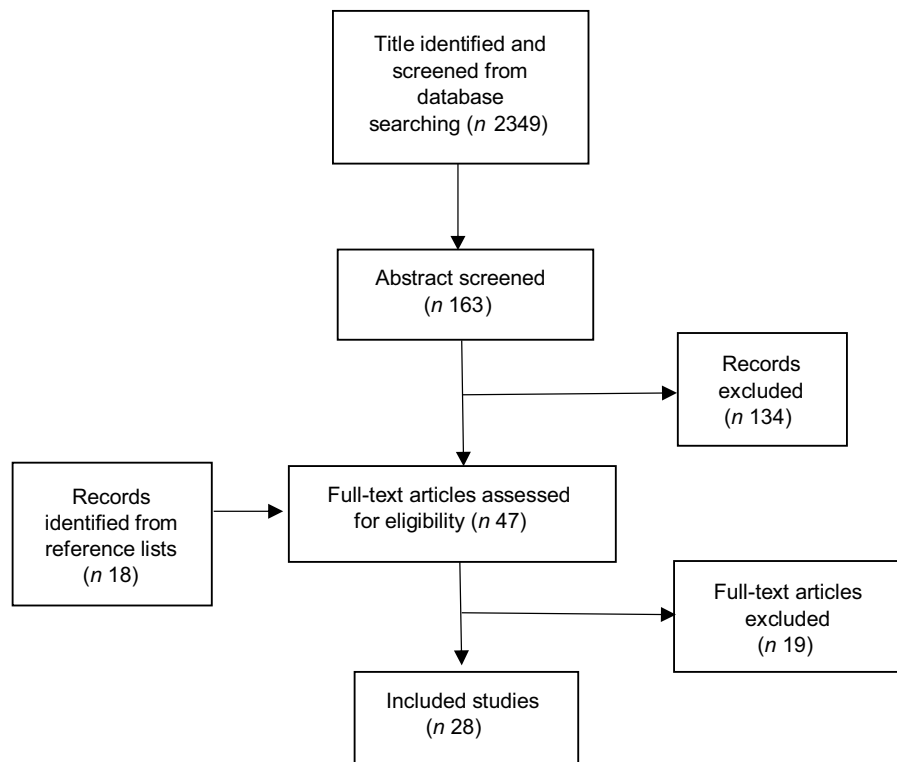 Title identified and
screened from
database
searching (n 2349)
Abstract screened
(n 163)
Records
excluded
(n 134)
Records
identified from
reference lists
(n 18)
Full-text articles assessed
for eligibility (n 47)
Full-text articles
excluded
(n 19)
Included studies
(n 28)